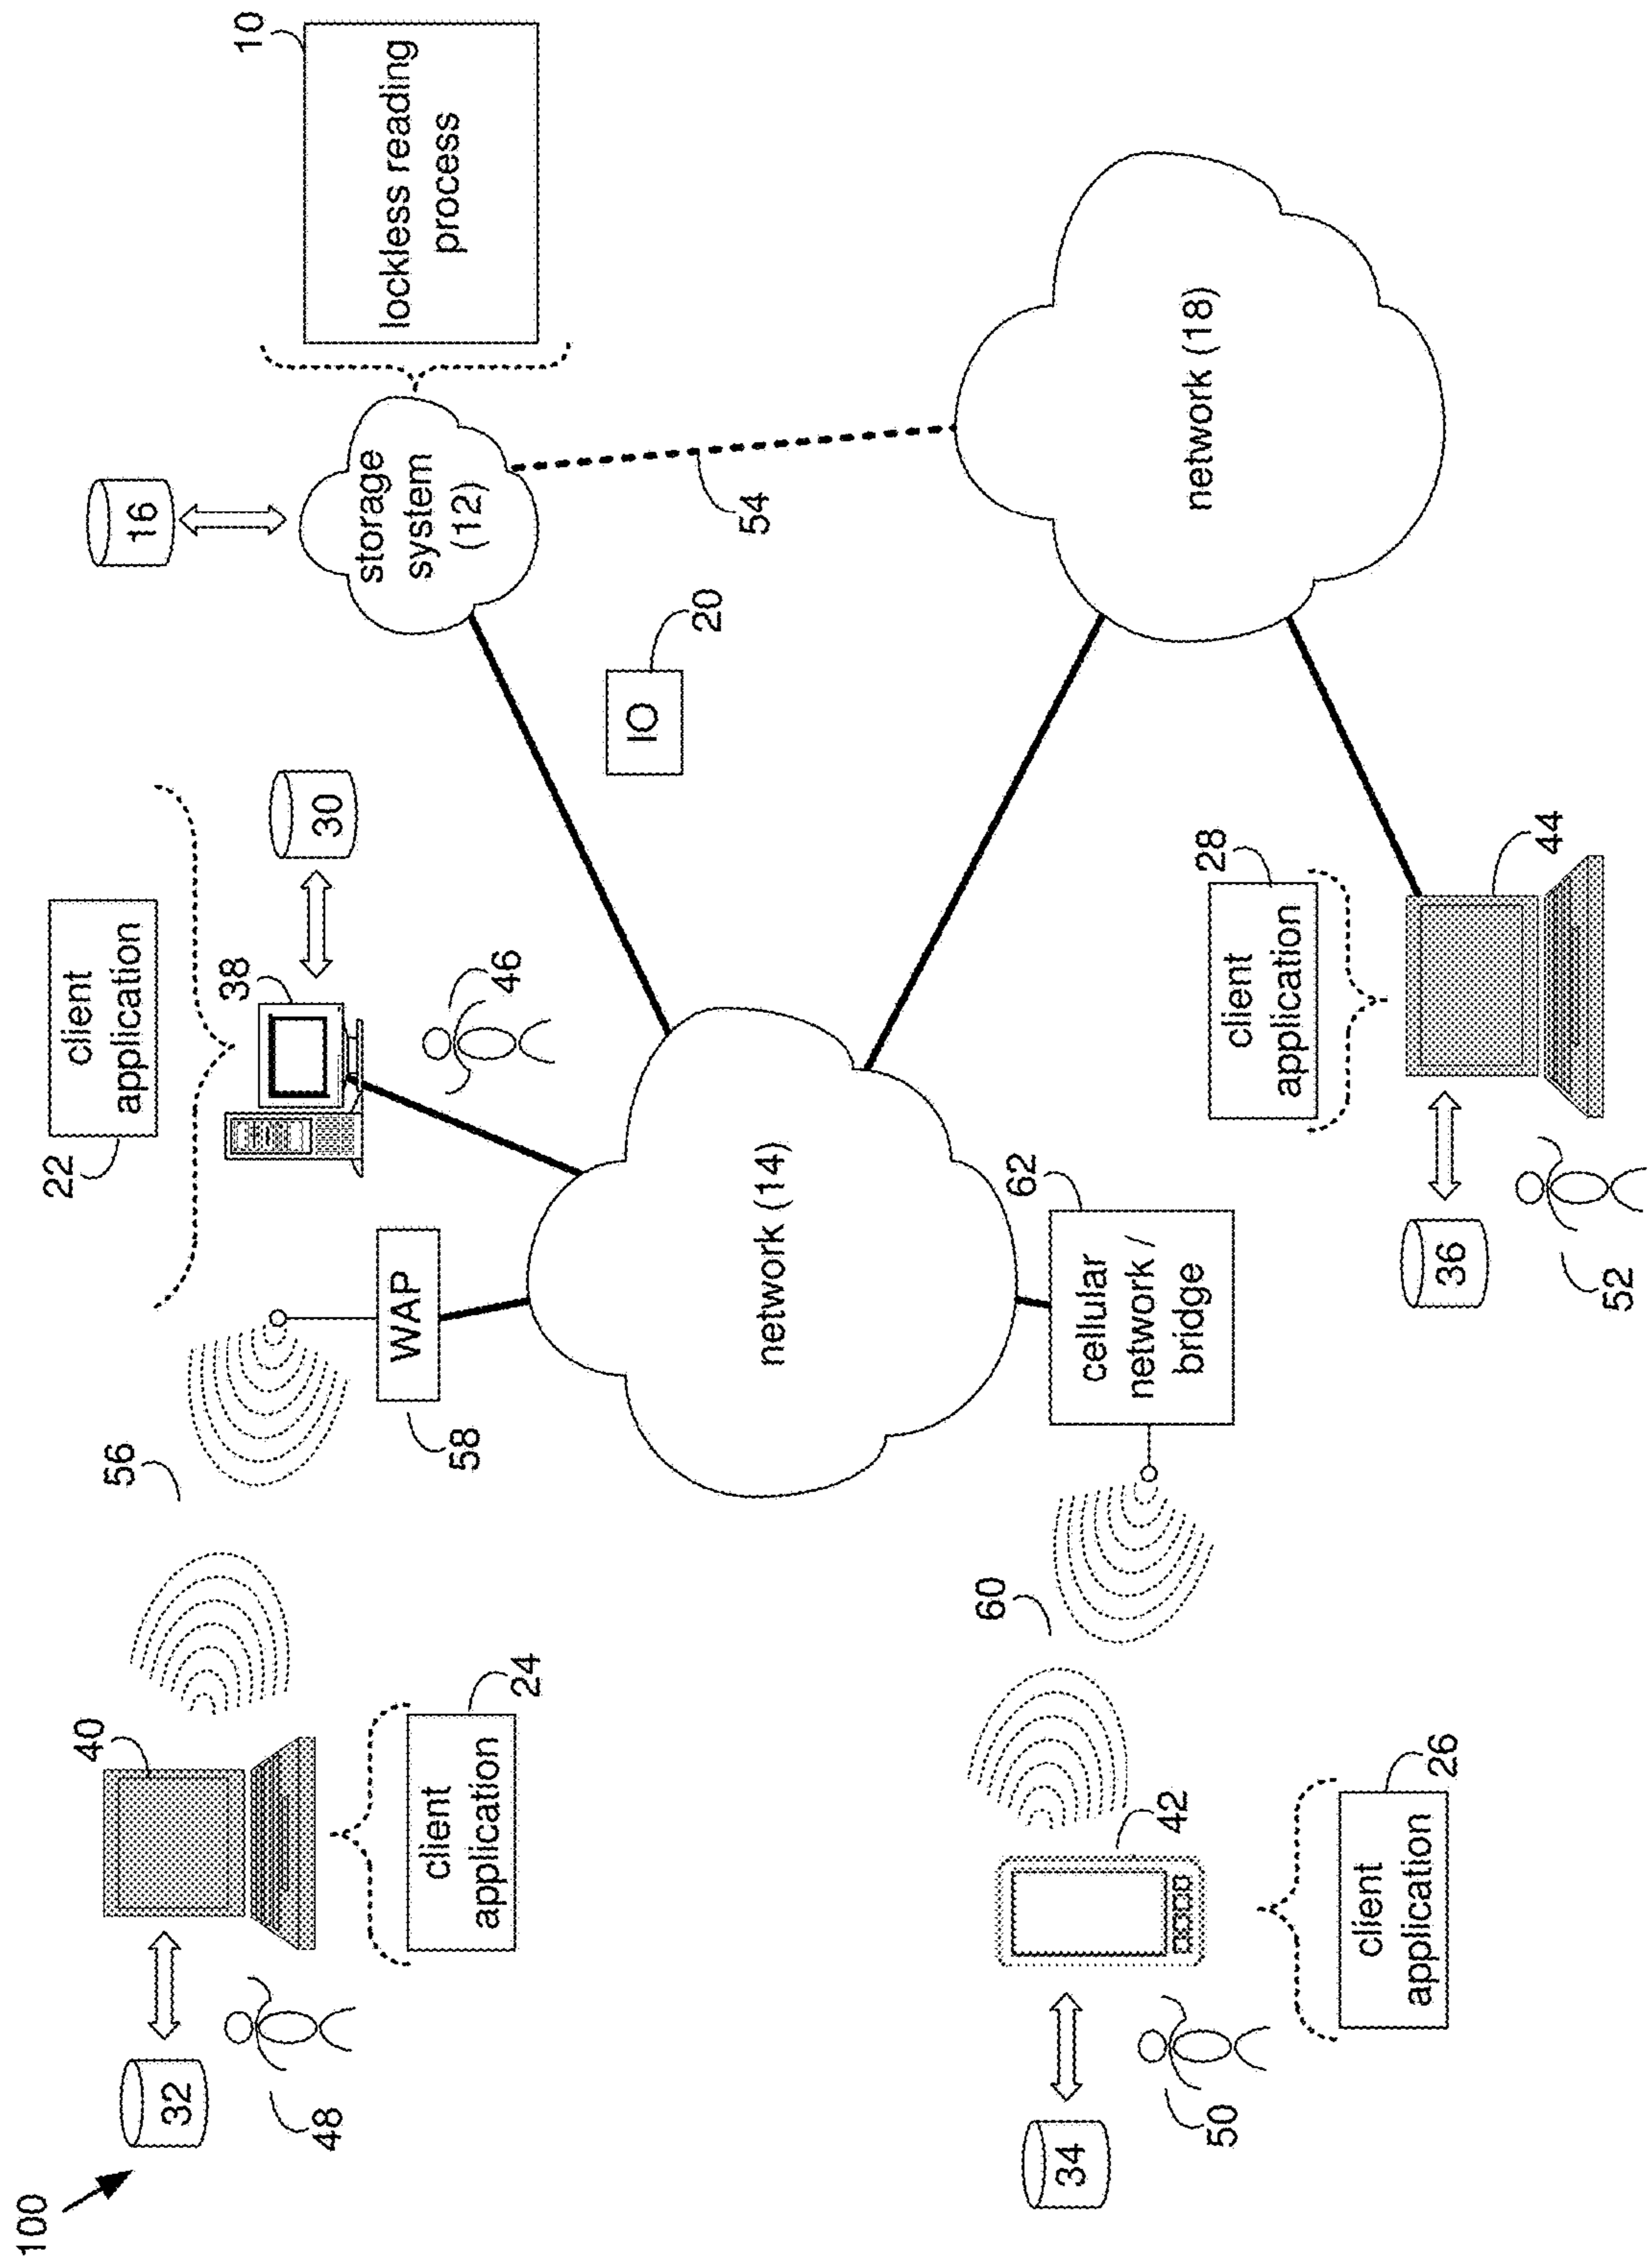 100
32
48
40
client
application
24
56
58
WAP
22
client
application
38
30
46
16
storage
system
(12)
10
lockless reading
process
IO
20
54
network (14)
network (18)
34
50
42
client
application
26
60
62
cellular
network /
bridge
client
application
28
44
36
52